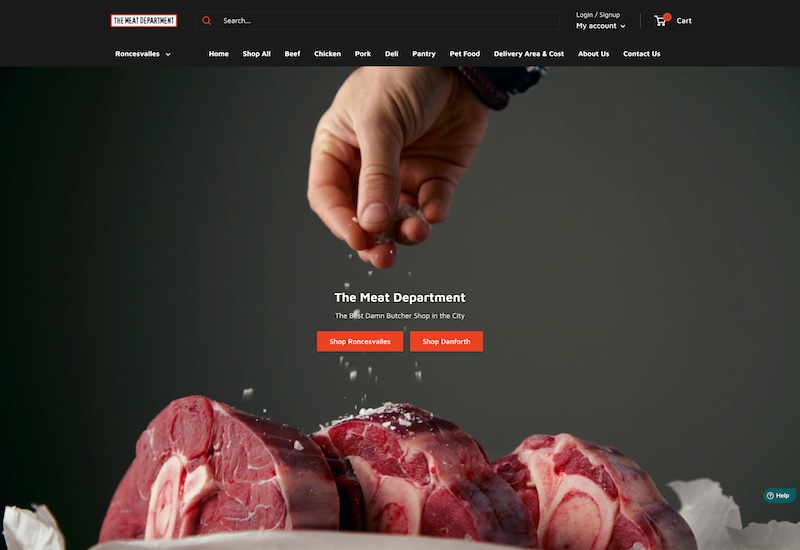 THE MEAT DEPARTMENT
Search...
Login / Signup
My account
Cart
Roncesvalles
Home
Shop All
Beef
Chicken
Pork
Deli
Pantry
Pet Food
Delivery Area & Cost
About Us
Contact Us
The Meat Department
The Best Damn Butcher Shop in the City
Shop Roncesvalles
Shop Danforth
Help